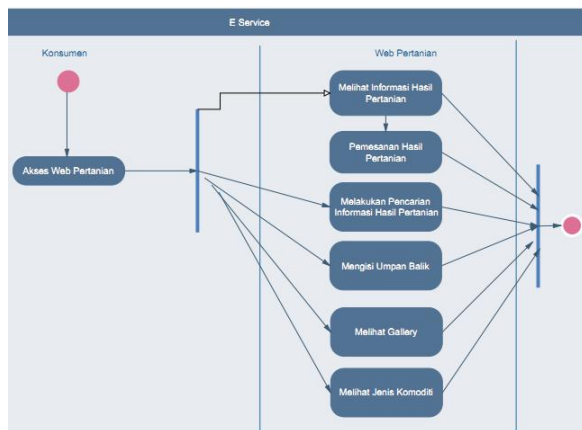 E Service
Konsumen
Web Pertanian
Melihat Informasi Hasil
Pertanian
Pemesanan Hasil
Pertanian
Akses Web Pertanian
Melakukan Pencarian
Informasi Hasil Pertanian
Mengisi Umpan Balik
Melihat Gallery
Melihat Jenis Komoditi